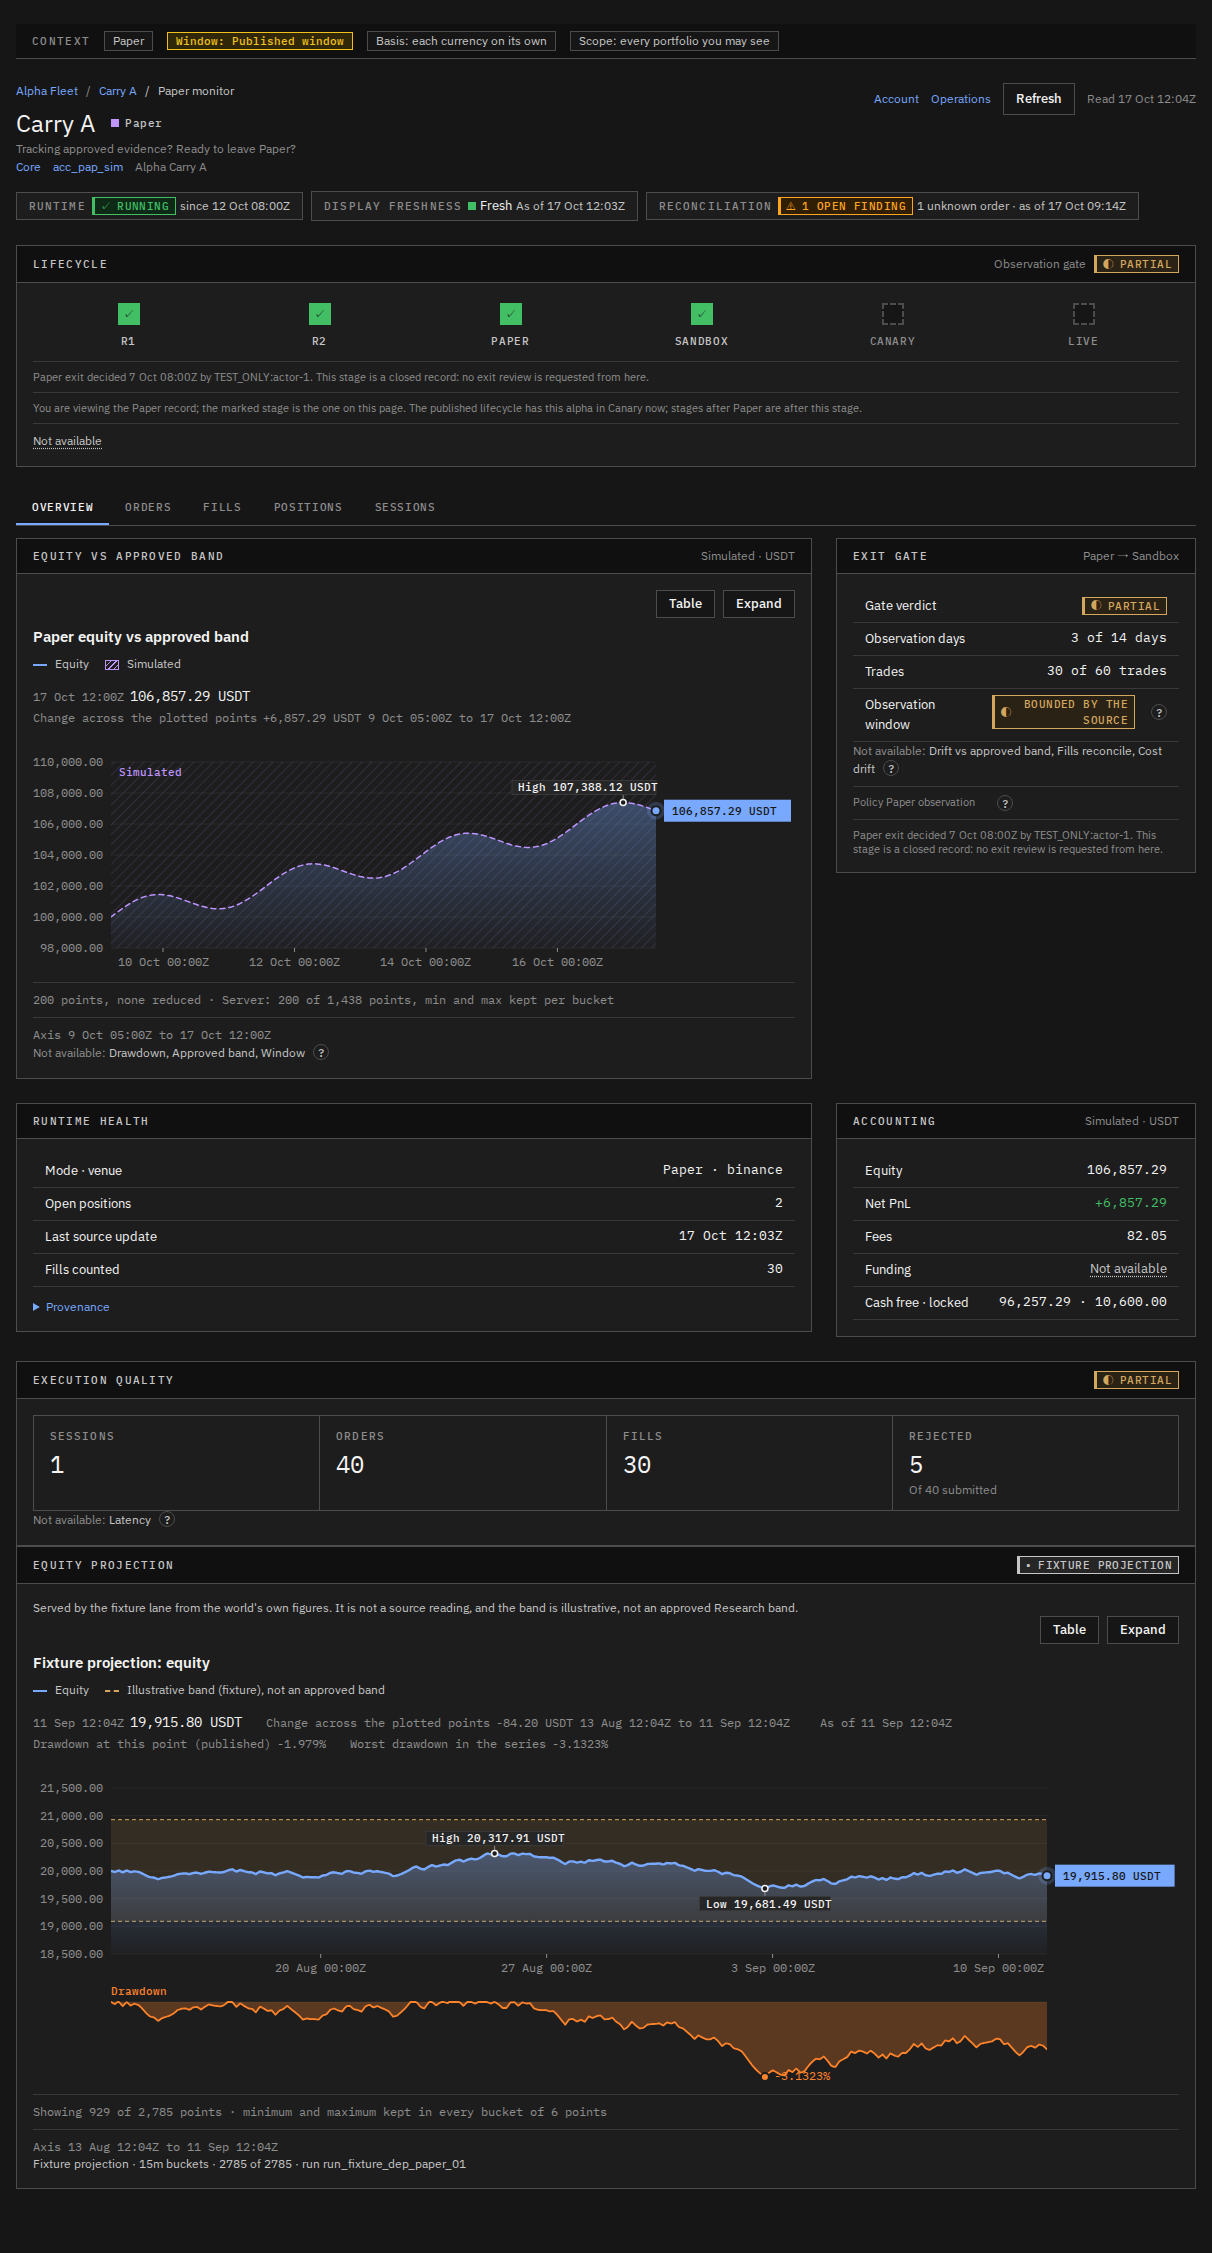 CONTEXT Paper Window: Published window Basis: each currency on its own Scope: every portfolio you may see
Alpha Fleet / Carry A / Paper monitor
Account Operations Refresh Read 17 Oct 12:04Z
Carry A Paper
Tracking approved evidence? Ready to leave Paper?
Core acc_pap_sim Alpha Carry A
RUNTIME ✓ RUNNING since 12 Oct 08:00Z DISPLAY FRESHNESS Fresh As of 17 Oct 12:03Z RECONCILIATION ⚠ 1 OPEN FINDING 1 unknown order · as of 17 Oct 09:14Z
LIFECYCLE Observation gate PARTIAL
R1 R2 PAPER SANDBOX CANARY LIVE
Paper exit decided 7 Oct 08:00Z by TEST_ONLY:actor-1. This stage is a closed record: no exit review is requested from here.
You are viewing the Paper record; the marked stage is the one on this page. The published lifecycle has this alpha in Canary now; stages after Paper are after this stage.
Not available
OVERVIEW ORDERS FILLS POSITIONS SESSIONS
EQUITY VS APPROVED BAND Simulated · USDT
Table Expand
Paper equity vs approved band
Equity Simulated
17 Oct 12:00Z 106,857.29 USDT
Change across the plotted points +6,857.29 USDT 9 Oct 05:00Z to 17 Oct 12:00Z
110,000.00
Simulated
High 107,388.12 USDT
108,000.00
106,857.29 USDT
106,000.00
104,000.00
102,000.00
100,000.00
98,000.00
10 Oct 00:00Z 12 Oct 00:00Z 14 Oct 00:00Z 16 Oct 00:00Z
200 points, none reduced · Server: 200 of 1,438 points, min and max kept per bucket
Axis 9 Oct 05:00Z to 17 Oct 12:00Z
Not available: Drawdown, Approved band, Window ?
EXIT GATE Paper → Sandbox
Gate verdict PARTIAL
Observation days 3 of 14 days
Trades 30 of 60 trades
Observation window BOUNDED BY THE SOURCE ?
Not available: Drift vs approved band, Fills reconcile, Cost
drift ?
Policy Paper observation ?
Paper exit decided 7 Oct 08:00Z by TEST_ONLY:actor-1. This
stage is a closed record: no exit review is requested from here.
RUNTIME HEALTH
Mode · venue Paper · binance
Open positions 2
Last source update 17 Oct 12:03Z
Fills counted 30
Provenance
ACCOUNTING Simulated · USDT
Equity 106,857.29
Net PnL +6,857.29
Fees 82.05
Funding Not available
Cash free · locked 96,257.29 · 10,600.00
EXECUTION QUALITY PARTIAL
SESSIONS ORDERS FILLS REJECTED
1 40 30 5
Of 40 submitted
Not available: Latency ?
EQUITY PROJECTION FIXTURE PROJECTION
Served by the fixture lane from the world's own figures. It is not a source reading, and the band is illustrative, not an approved Research band.
Table Expand
Fixture projection: equity
Equity Illustrative band (fixture), not an approved band
11 Sep 12:04Z 19,915.80 USDT Change across the plotted points -84.20 USDT 13 Aug 12:04Z to 11 Sep 12:04Z As of 11 Sep 12:04Z
Drawdown at this point (published) -1.979% Worst drawdown in the series -3.1323%
21,500.00
21,000.00
20,500.00
High 20,317.91 USDT
20,000.00
19,915.80 USDT
19,500.00
Low 19,681.49 USDT
19,000.00
18,500.00
20 Aug 00:00Z 27 Aug 00:00Z 3 Sep 00:00Z 10 Sep 00:00Z
Drawdown
-3.1323%
Showing 929 of 2,785 points · minimum and maximum kept in every bucket of 6 points
Axis 13 Aug 12:04Z to 11 Sep 12:04Z
Fixture projection · 15m buckets · 2785 of 2785 · run run_fixture_dep_paper_01